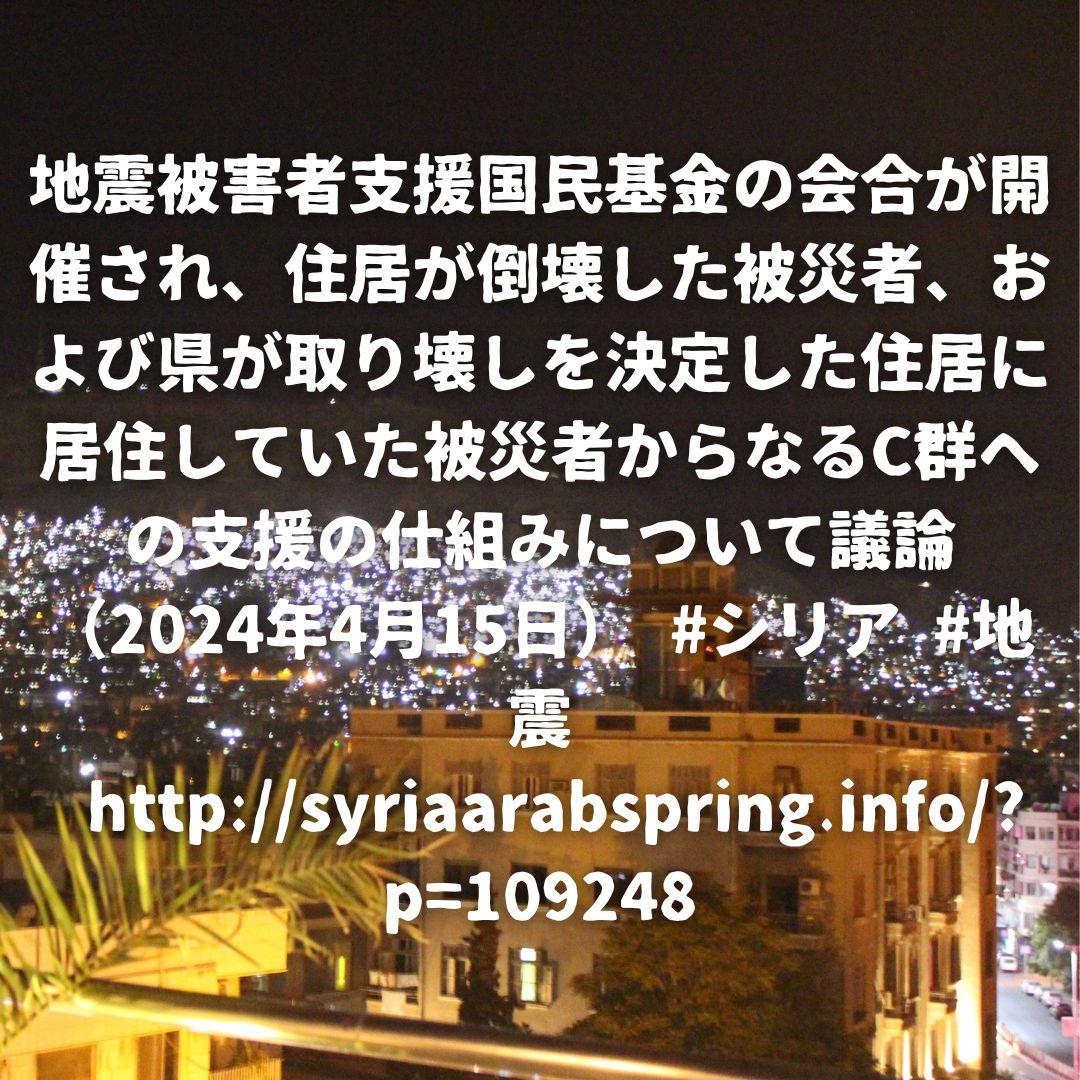 地震被害者支援国民基金の会合が開
催され、住居が倒壊した被災者、お
よび県が取り壊しを決定した住居に
居住していた被災者からなるC群へ
の支援の仕組みについて議論
（2024年4月15日） #シリア #地
震
http://syriaarabspring.info/?
p=109248